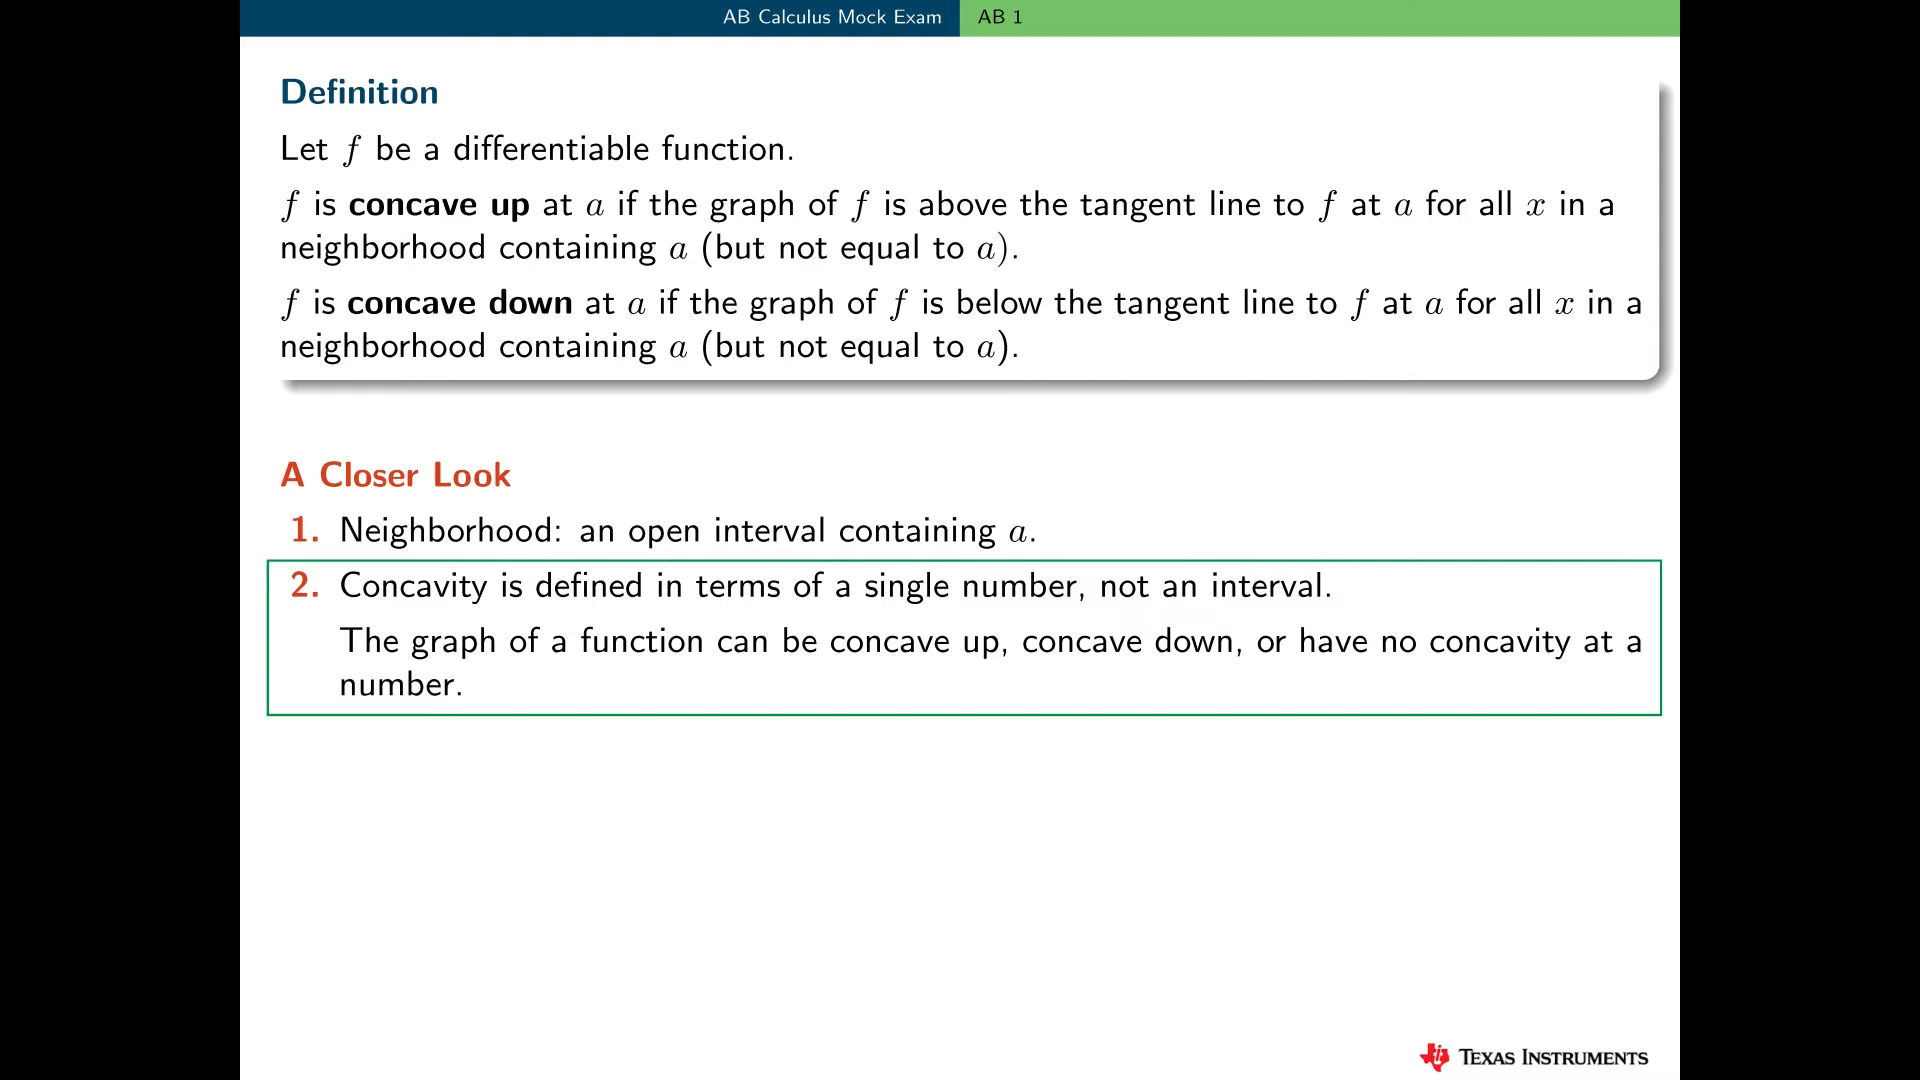 AB Calculus Mock Exam AB 1
Definition
Let f be a differentiable function.
f is concave up at a if the graph of f is above the tangent line to f at a for all x in a
neighborhood containing a (but not equal to a).
f is concave down at a if the graph of f is below the tangent line to f at a for all x in a
neighborhood containing a (but not equal to a).
A Closer Look
1. Neighborhood: an open interval containing a.
2. Concavity is defined in terms of a single number, not an interval.
The graph of a function can be concave up, concave down, or have no concavity at a
number.
TEXAS INSTRUMENTS